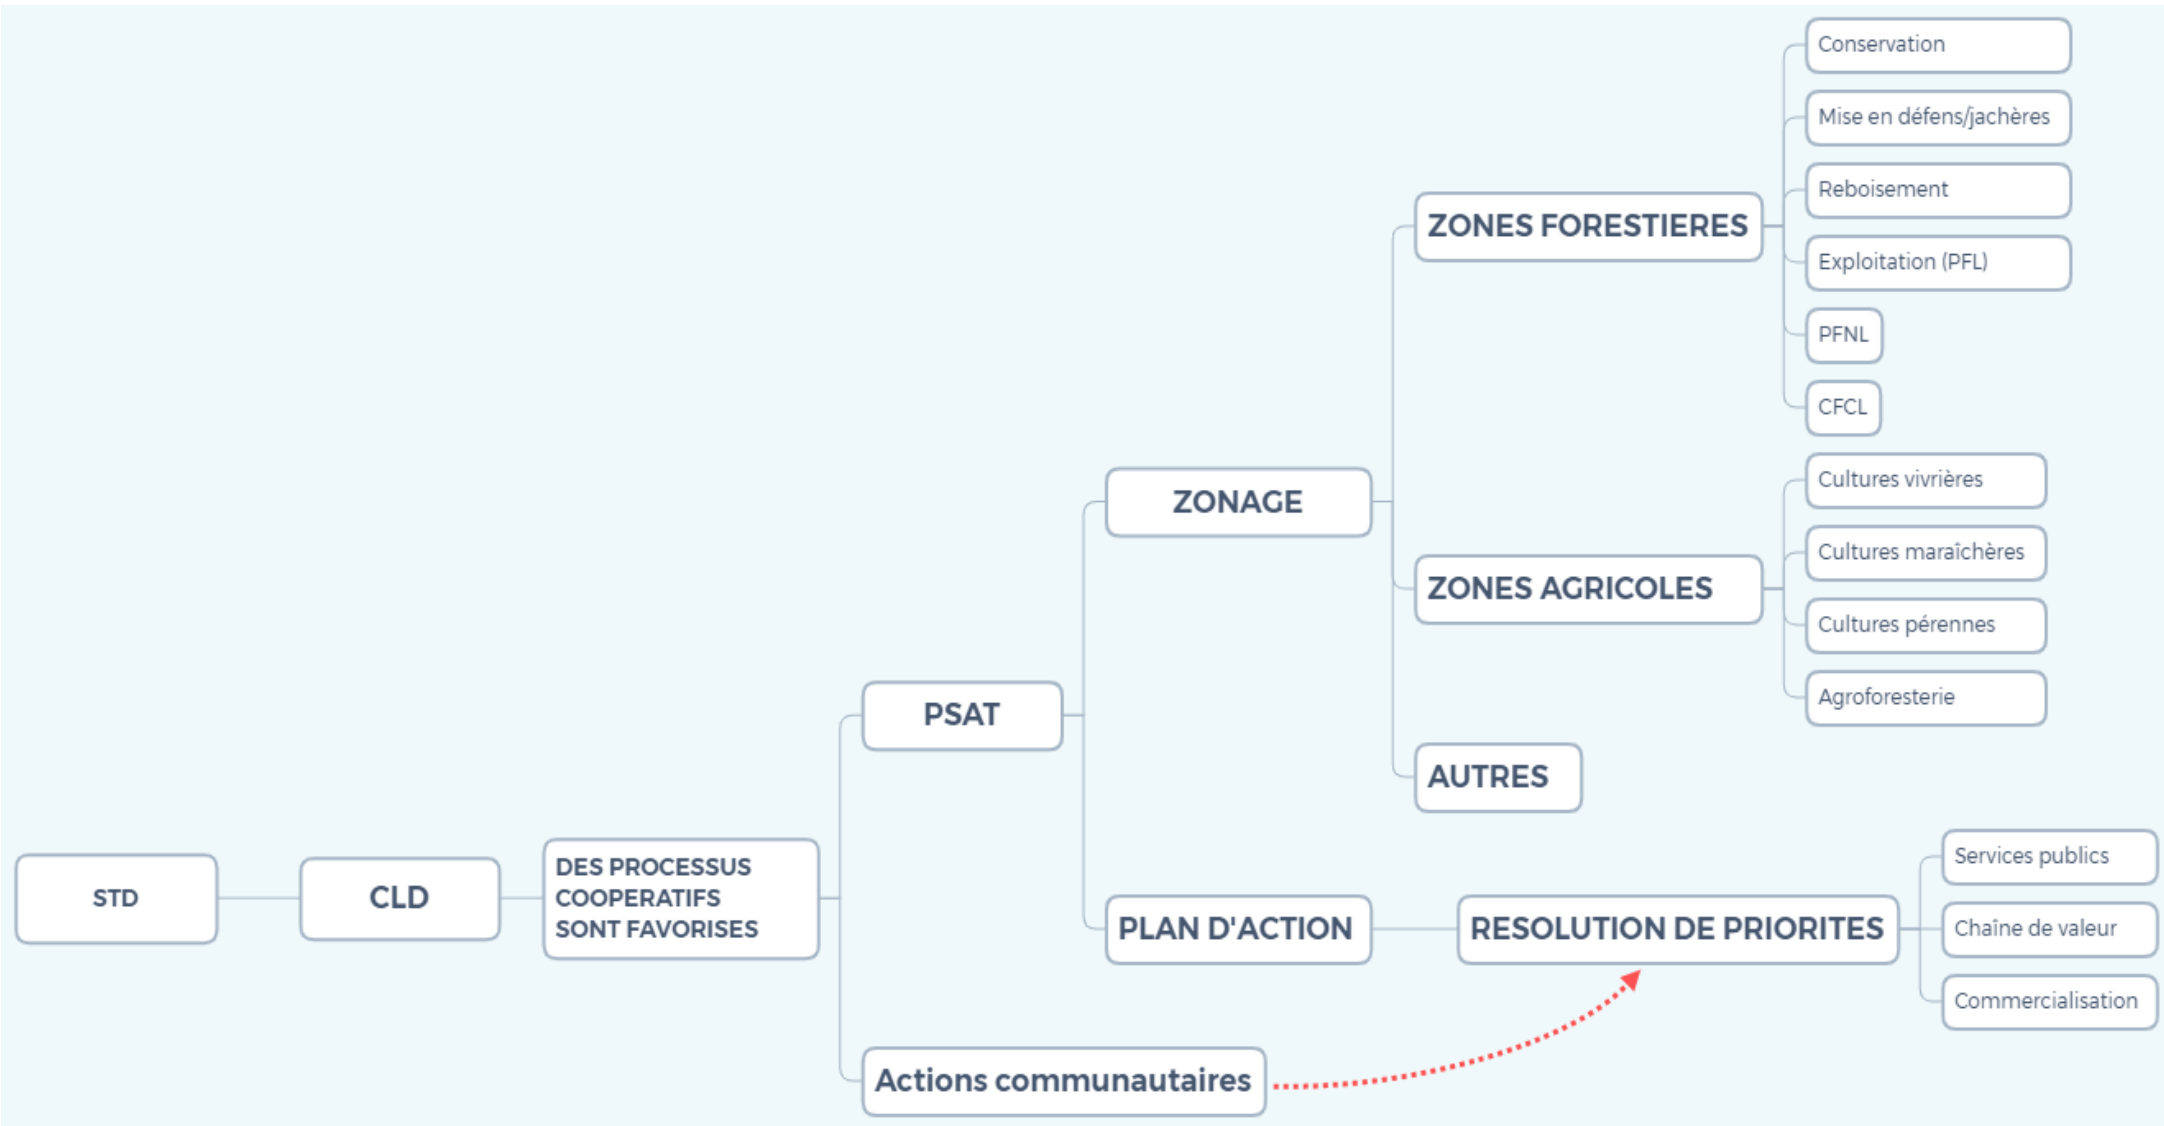 STD
CLD
DES PROCESSUS
COOPERATIFS
SONT FAVORISES
PSAT
ZONAGE
ZONES FORESTIERES
Conservation
Mise en défens/jachères
Reboisement
Exploitation (PFL)
PFNL
CFCL
ZONES AGRICOLES
Cultures vivrières
Cultures maraîchères
Cultures pérennes
Agroforesterie
AUTRES
PLAN D'ACTION
RESOLUTION DE PRIORITES
Services publics
Chaîne de valeur
Commercialisation
Actions communautaires